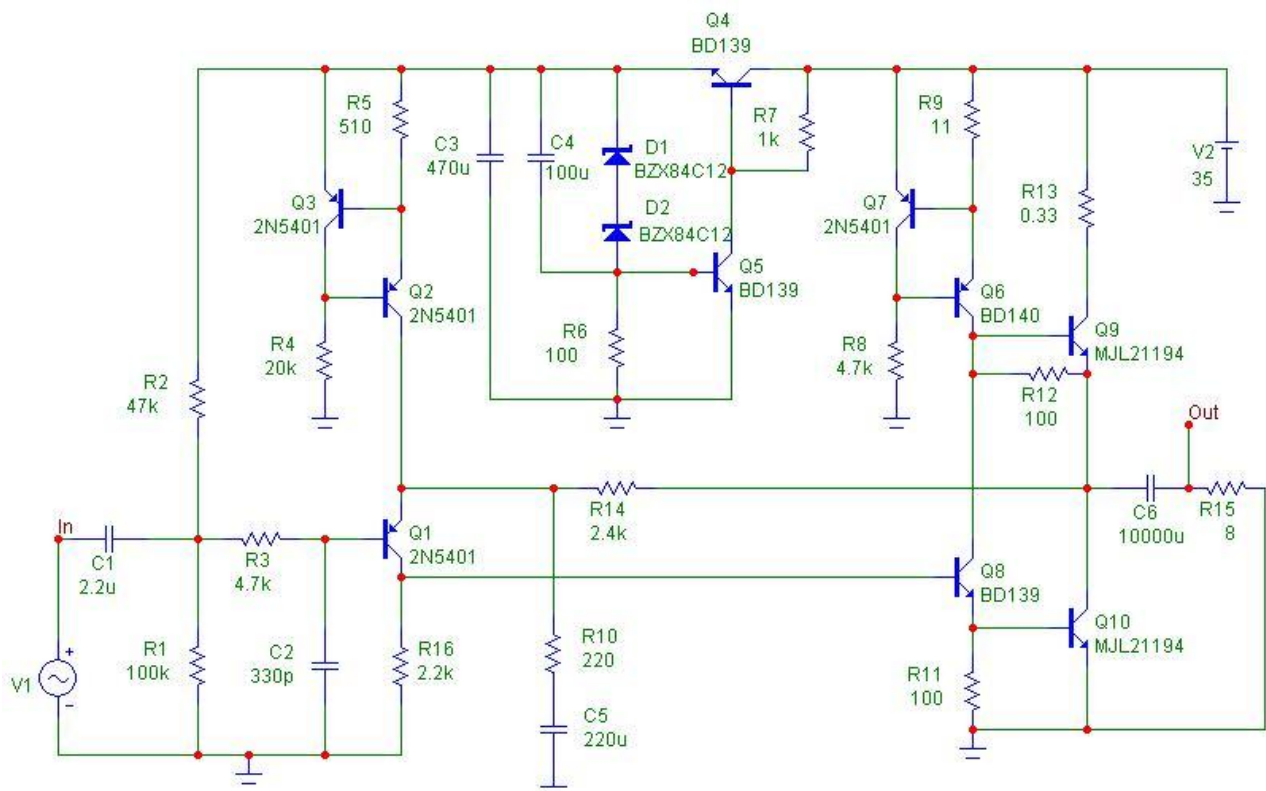 Q4
BD139
R5
510
C3
470u
C4
100u
D1
BZX84C12
R7
1k
R9
11
V2
35
Q3
2N5401
D2
BZX84C12
Q7
2N5401
R13
0.33
Q5
BD139
Q2
2N5401
Q6
BD140
R4
20k
R6
100
R8
4.7k
Q9
MJL21194
R2
47k
R12
100
Out
In
C1
2.2u
R3
4.7k
Q1
2N5401
R14
2.4k
C6
10000u
R15
8
Q8
BD139
V1
+
-
R1
100k
C2
330p
R16
2.2k
R10
220
Q10
MJL21194
R11
100
C5
220u